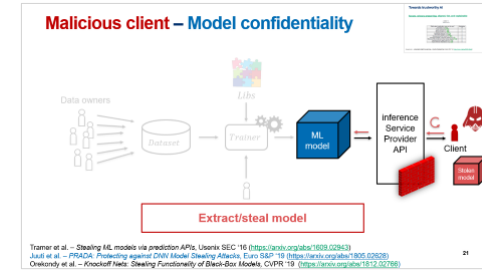 Malicious client – Model confidentiality
Data owners
Libs
Dataset
Trainer
ML
model
inference
Service
Provider
API
Client
Stolen
model
Extract/steal model
Tramer et al. – Stealing ML models via prediction APIs, Usenix SEC '16 (https://arxiv.org/abs/1609.02943)
Juuti et al. – PRADA: Protecting against DNN Model Stealing Attacks, Euro S&P '19 (https://arxiv.org/abs/1805.02628)
Orekondy et al. – Knockoff Nets: Stealing Functionality of Black-Box Models, CVPR '19 (https://arxiv.org/abs/1812.02766)
21